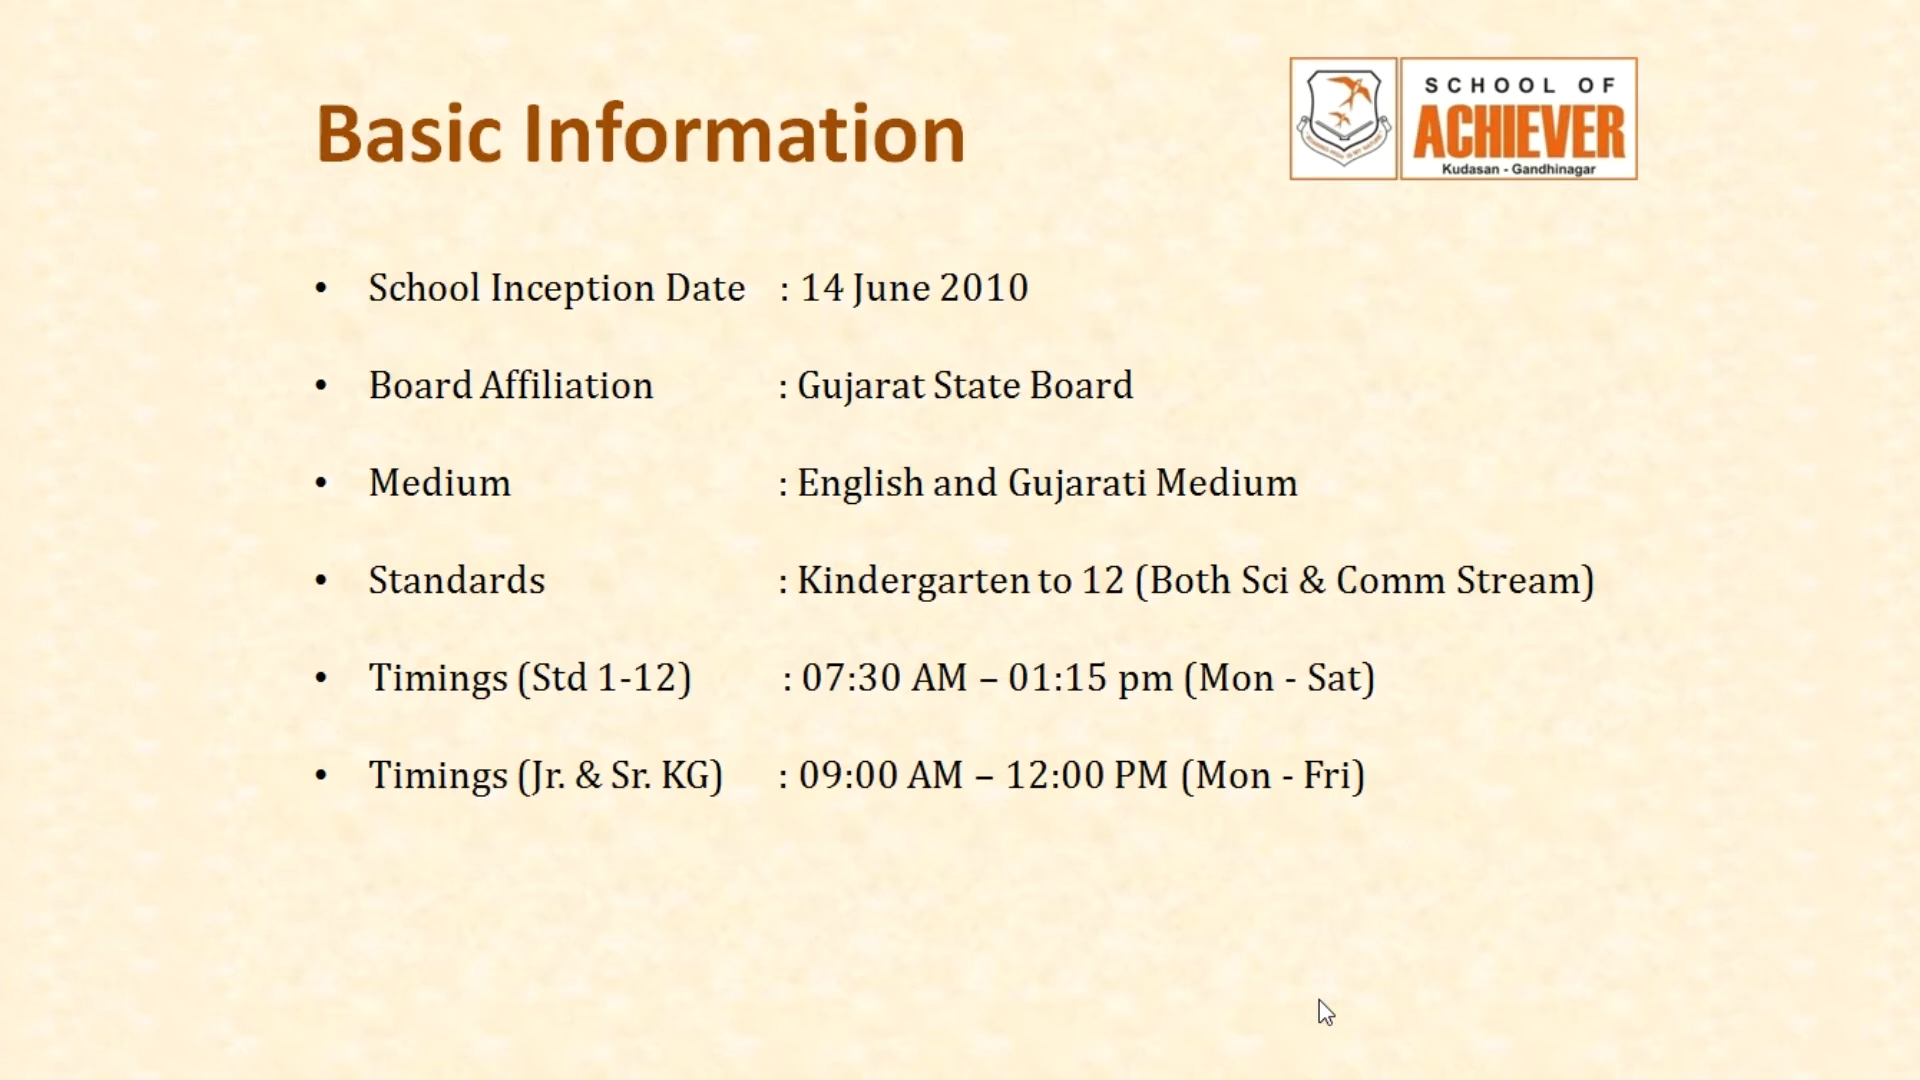 Basic Information
SCHOOL OF
ACHIEVER
Kudasan - Gandhinagar
• School Inception Date : 14 June 2010
• Board Affiliation : Gujarat State Board
• Medium : English and Gujarati Medium
• Standards : Kindergarten to 12 (Both Sci & Comm Stream)
• Timings (Std 1-12) : 07:30 AM – 01:15 pm (Mon - Sat)
• Timings (Jr. & Sr. KG) : 09:00 AM – 12:00 PM (Mon - Fri)